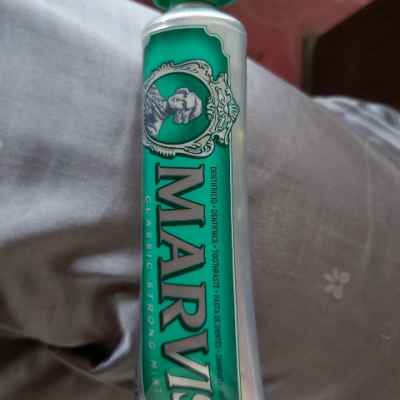 DENTIFRICIO • DENTIFRICE • TOOTHPASTE • PASTA DE DIENTES •
MARVIS
CLASSIC STRONG MINT